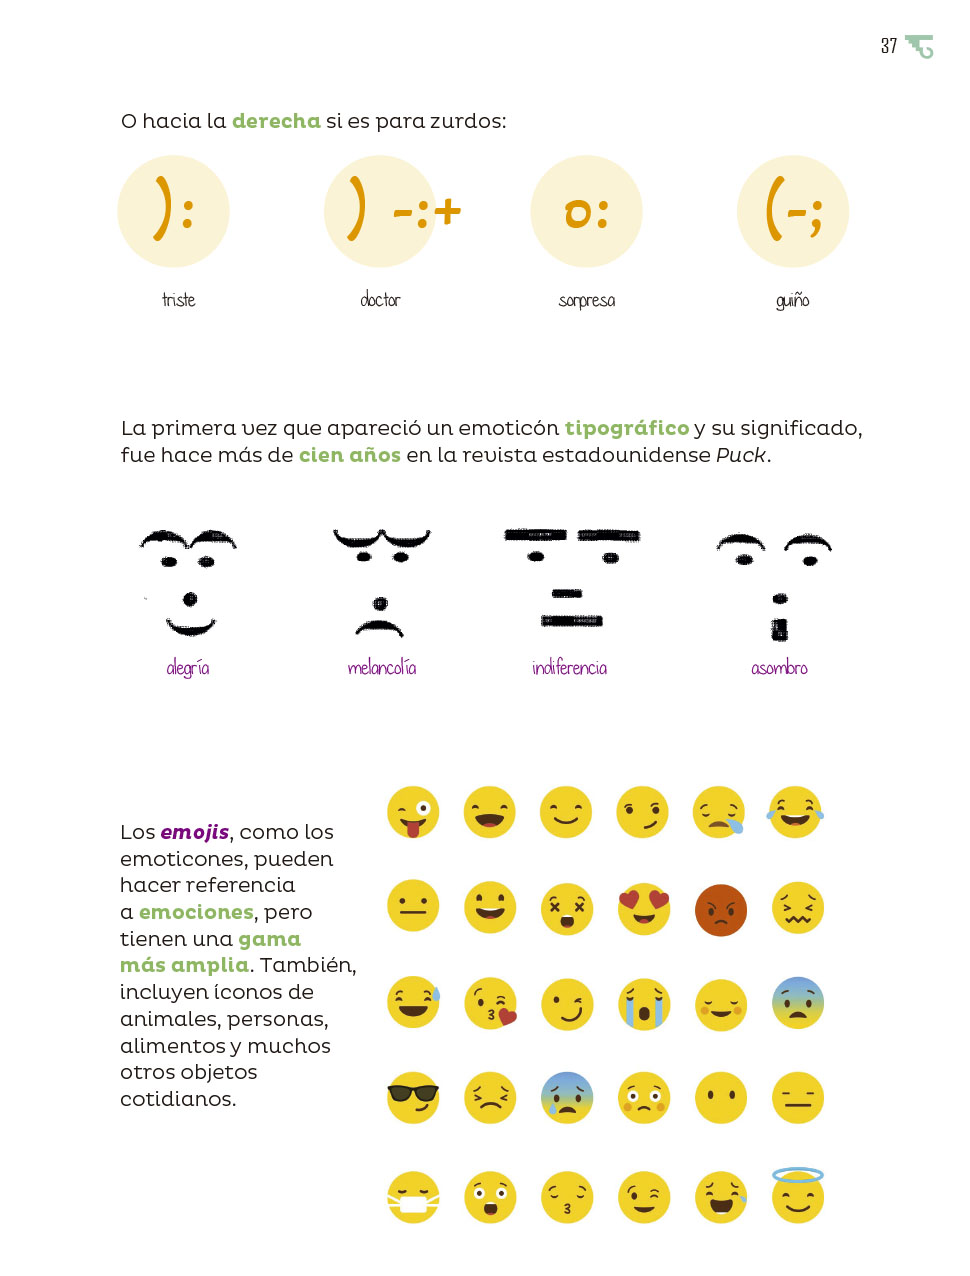 37
O hacia la derecha si es para zurdos:
) : ) -:+ o: (-;
triste doctor sorpresa guiño
La primera vez que apareció un emoticón tipográfico y su significado,
fue hace más de cien años en la revista estadounidense Puck.
alegría melancolía indiferencia asombro
Los emojis, como los
emoticones, pueden
hacer referencia
a emociones, pero
tienen una gama
más amplia. También,
incluyen íconos de
animales, personas,
alimentos y muchos
otros objetos
cotidianos.